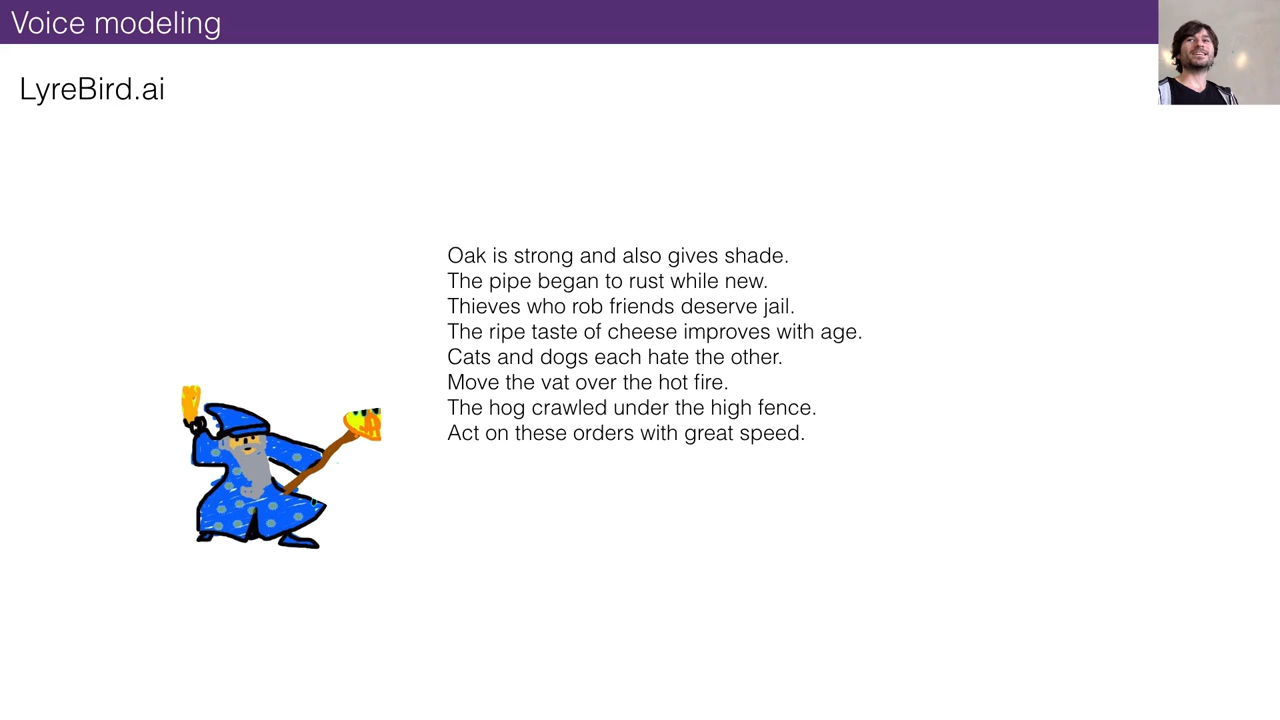 Voice modeling
LyreBird.ai
Oak is strong and also gives shade.
The pipe began to rust while new.
Thieves who rob friends deserve jail.
The ripe taste of cheese improves with age.
Cats and dogs each hate the other.
Move the vat over the hot fire.
The hog crawled under the high fence.
Act on these orders with great speed.